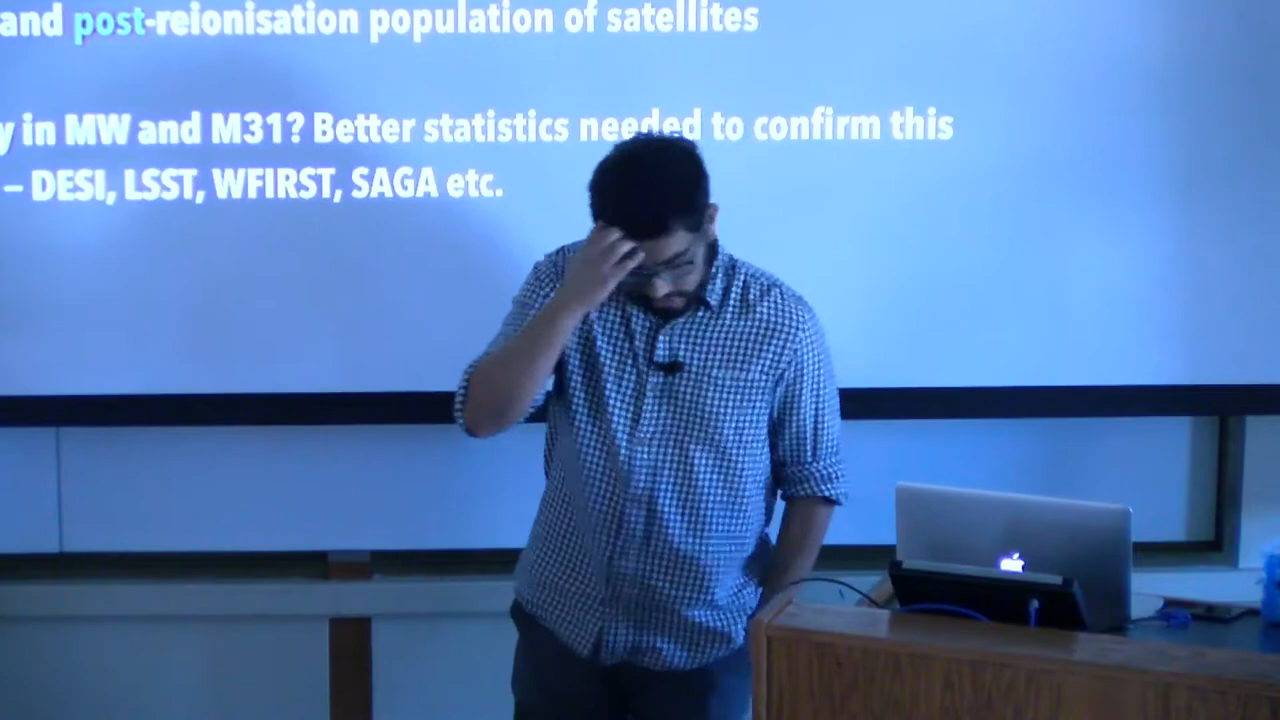 and post-reionisation population of satellites
y in MW and M31? Better statistics needed to confirm this
– DESI, LSST, WFIRST, SAGA etc.